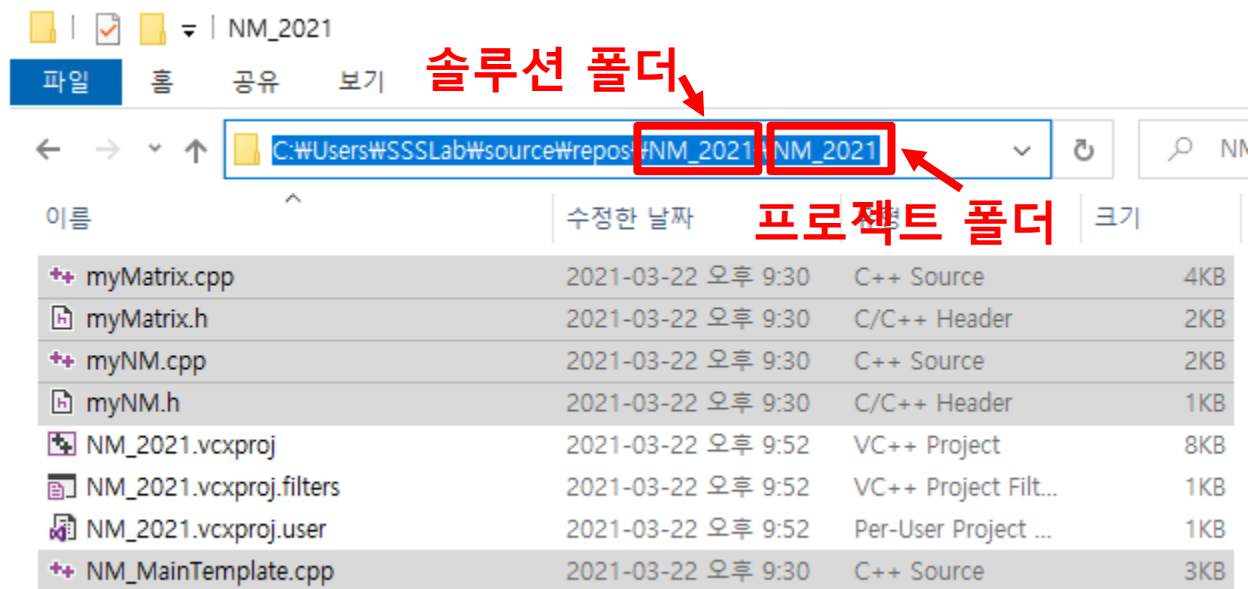 NM_2021
솔루션 폴더
파일 홈 공유 보기
C:₩Users₩SSSLab₩source₩repos₩NM_2021₩NM_2021
이름 수정한 날짜 크기
프로젝트 폴더
myMatrix.cpp 2021-03-22 오후 9:30 C++ Source 4KB
myMatrix.h 2021-03-22 오후 9:30 C/C++ Header 2KB
myNM.cpp 2021-03-22 오후 9:30 C++ Source 2KB
myNM.h 2021-03-22 오후 9:30 C/C++ Header 1KB
NM_2021.vcxproj 2021-03-22 오후 9:52 VC++ Project 8KB
NM_2021.vcxproj.filters 2021-03-22 오후 9:52 VC++ Project Filt... 1KB
NM_2021.vcxproj.user 2021-03-22 오후 9:52 Per-User Project ... 1KB
NM_MainTemplate.cpp 2021-03-22 오후 9:30 C++ Source 3KB